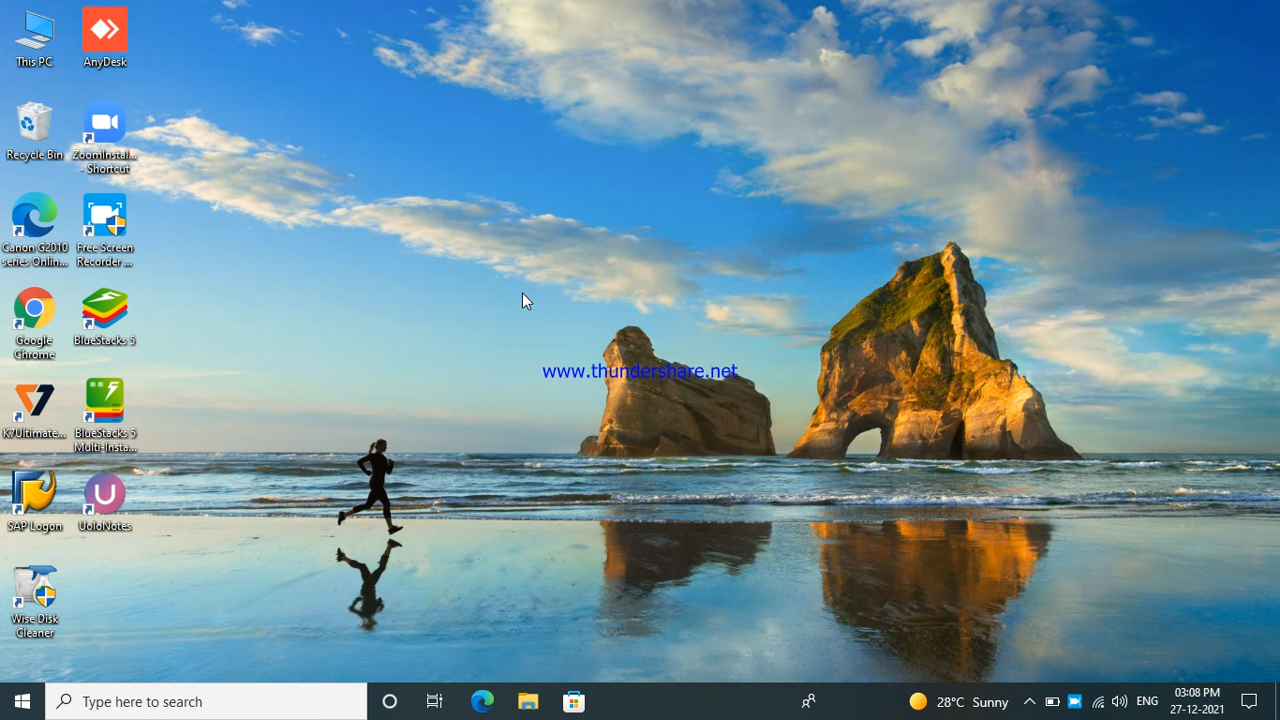 This PC
AnyDesk
Recycle Bin
ZoomInstal...
- Shortcut
Canon G2010
series Onlin...
Free Screen
Recorder ...
Google
Chrome
BlueStacks 5
K7Ultimate...
BlueStacks 5
Multi-Insta...
SAP Logon
UoloNotes
Wise Disk
Cleaner
www.thundershare.net
Type here to search
28°C Sunny
ENG
03:08 PM
27-12-2021